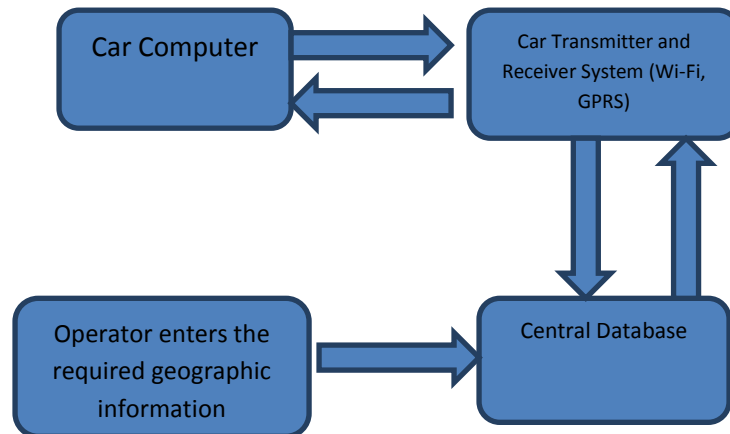 Car Computer
Car Transmitter and
Receiver System (Wi-Fi,
GPRS)
Operator enters the
required geographic
information
Central Database